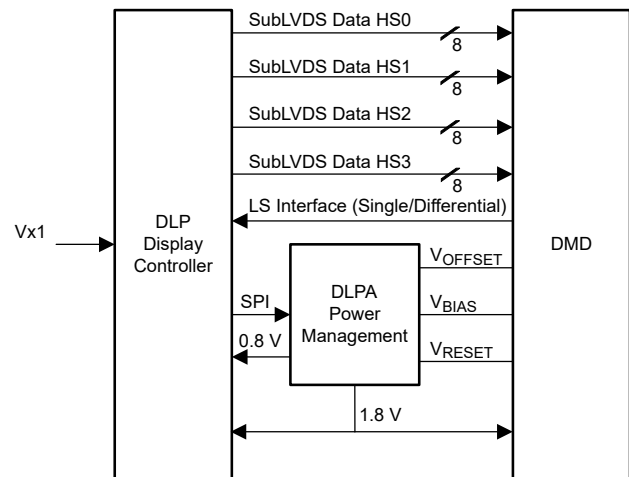 SubLVDS Data HS0
8
SubLVDS Data HS1
8
SubLVDS Data HS2
8
SubLVDS Data HS3
8
LS Interface (Single/Differential)
Vx1
DLP
Display
Controller
DMD
SPI
0.8 V
DLPA
Power
Management
VOFFSET
VBIAS
VRESET
1.8 V